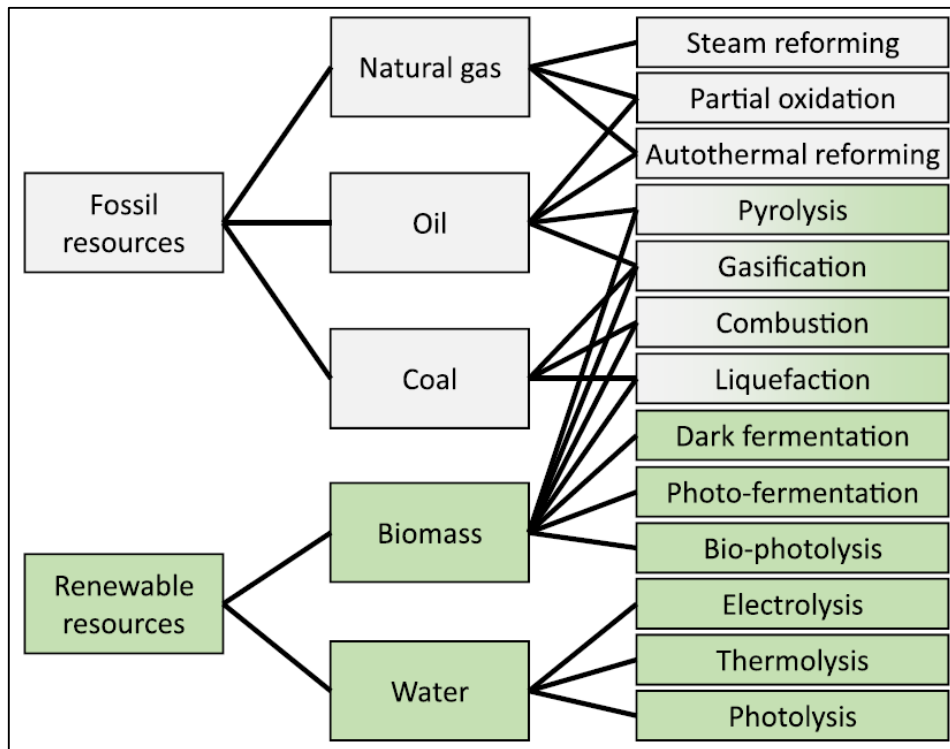 Fossil
resources
Renewable
resources
Natural gas
Oil
Coal
Biomass
Water
Steam reforming
Partial oxidation
Autothermal reforming
Pyrolysis
Gasification
Combustion
Liquefaction
Dark fermentation
Photo-fermentation
Bio-photolysis
Electrolysis
Thermolysis
Photolysis